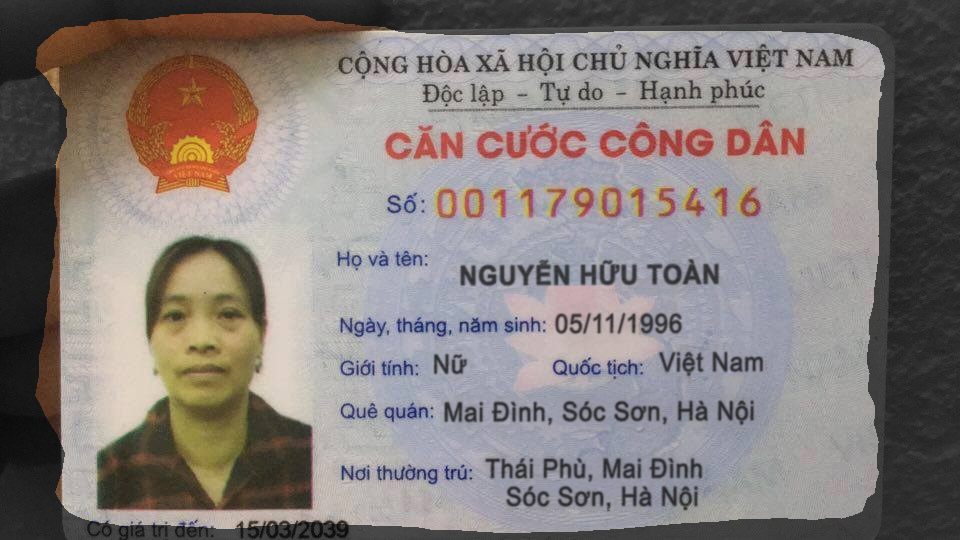 CỘNG HÒA XÃ HỘI CHỦ NGHĨA VIỆT NAM
Độc lập - Tự do - Hạnh phúc
CĂN CƯỚC CÔNG DÂN
Số: 001179015416
Họ và tên: NGUYỄN HỮU TOÀN
Ngày, tháng, năm sinh: 05/11/1996
Giới tính: Nữ Quốc tịch: Việt Nam
Quê quán: Mai Đình, Sóc Sơn, Hà Nội
Nơi thường trú: Thái Phù, Mai Đình
Sóc Sơn, Hà Nội
Có giá trị đến: 15/03/2039
VIỆT NAM